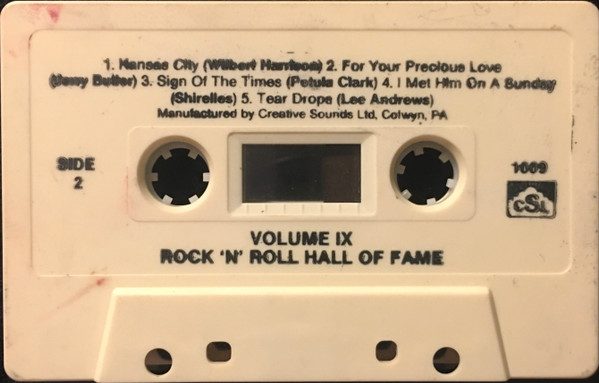 1. Kansas City (Wilbert Harrison) 2. For Your Precious Love
(Jerry Butler) 3. Sign Of The Times (Petula Clark) 4. I Met Him On A Sunday
(Shirelles) 5. Tear Drops (Lee Andrews)
Manufactured by Creative Sounds Ltd, Colwyn, PA
SIDE
2
1009
cSL
VOLUME IX
ROCK 'N' ROLL HALL OF FAME